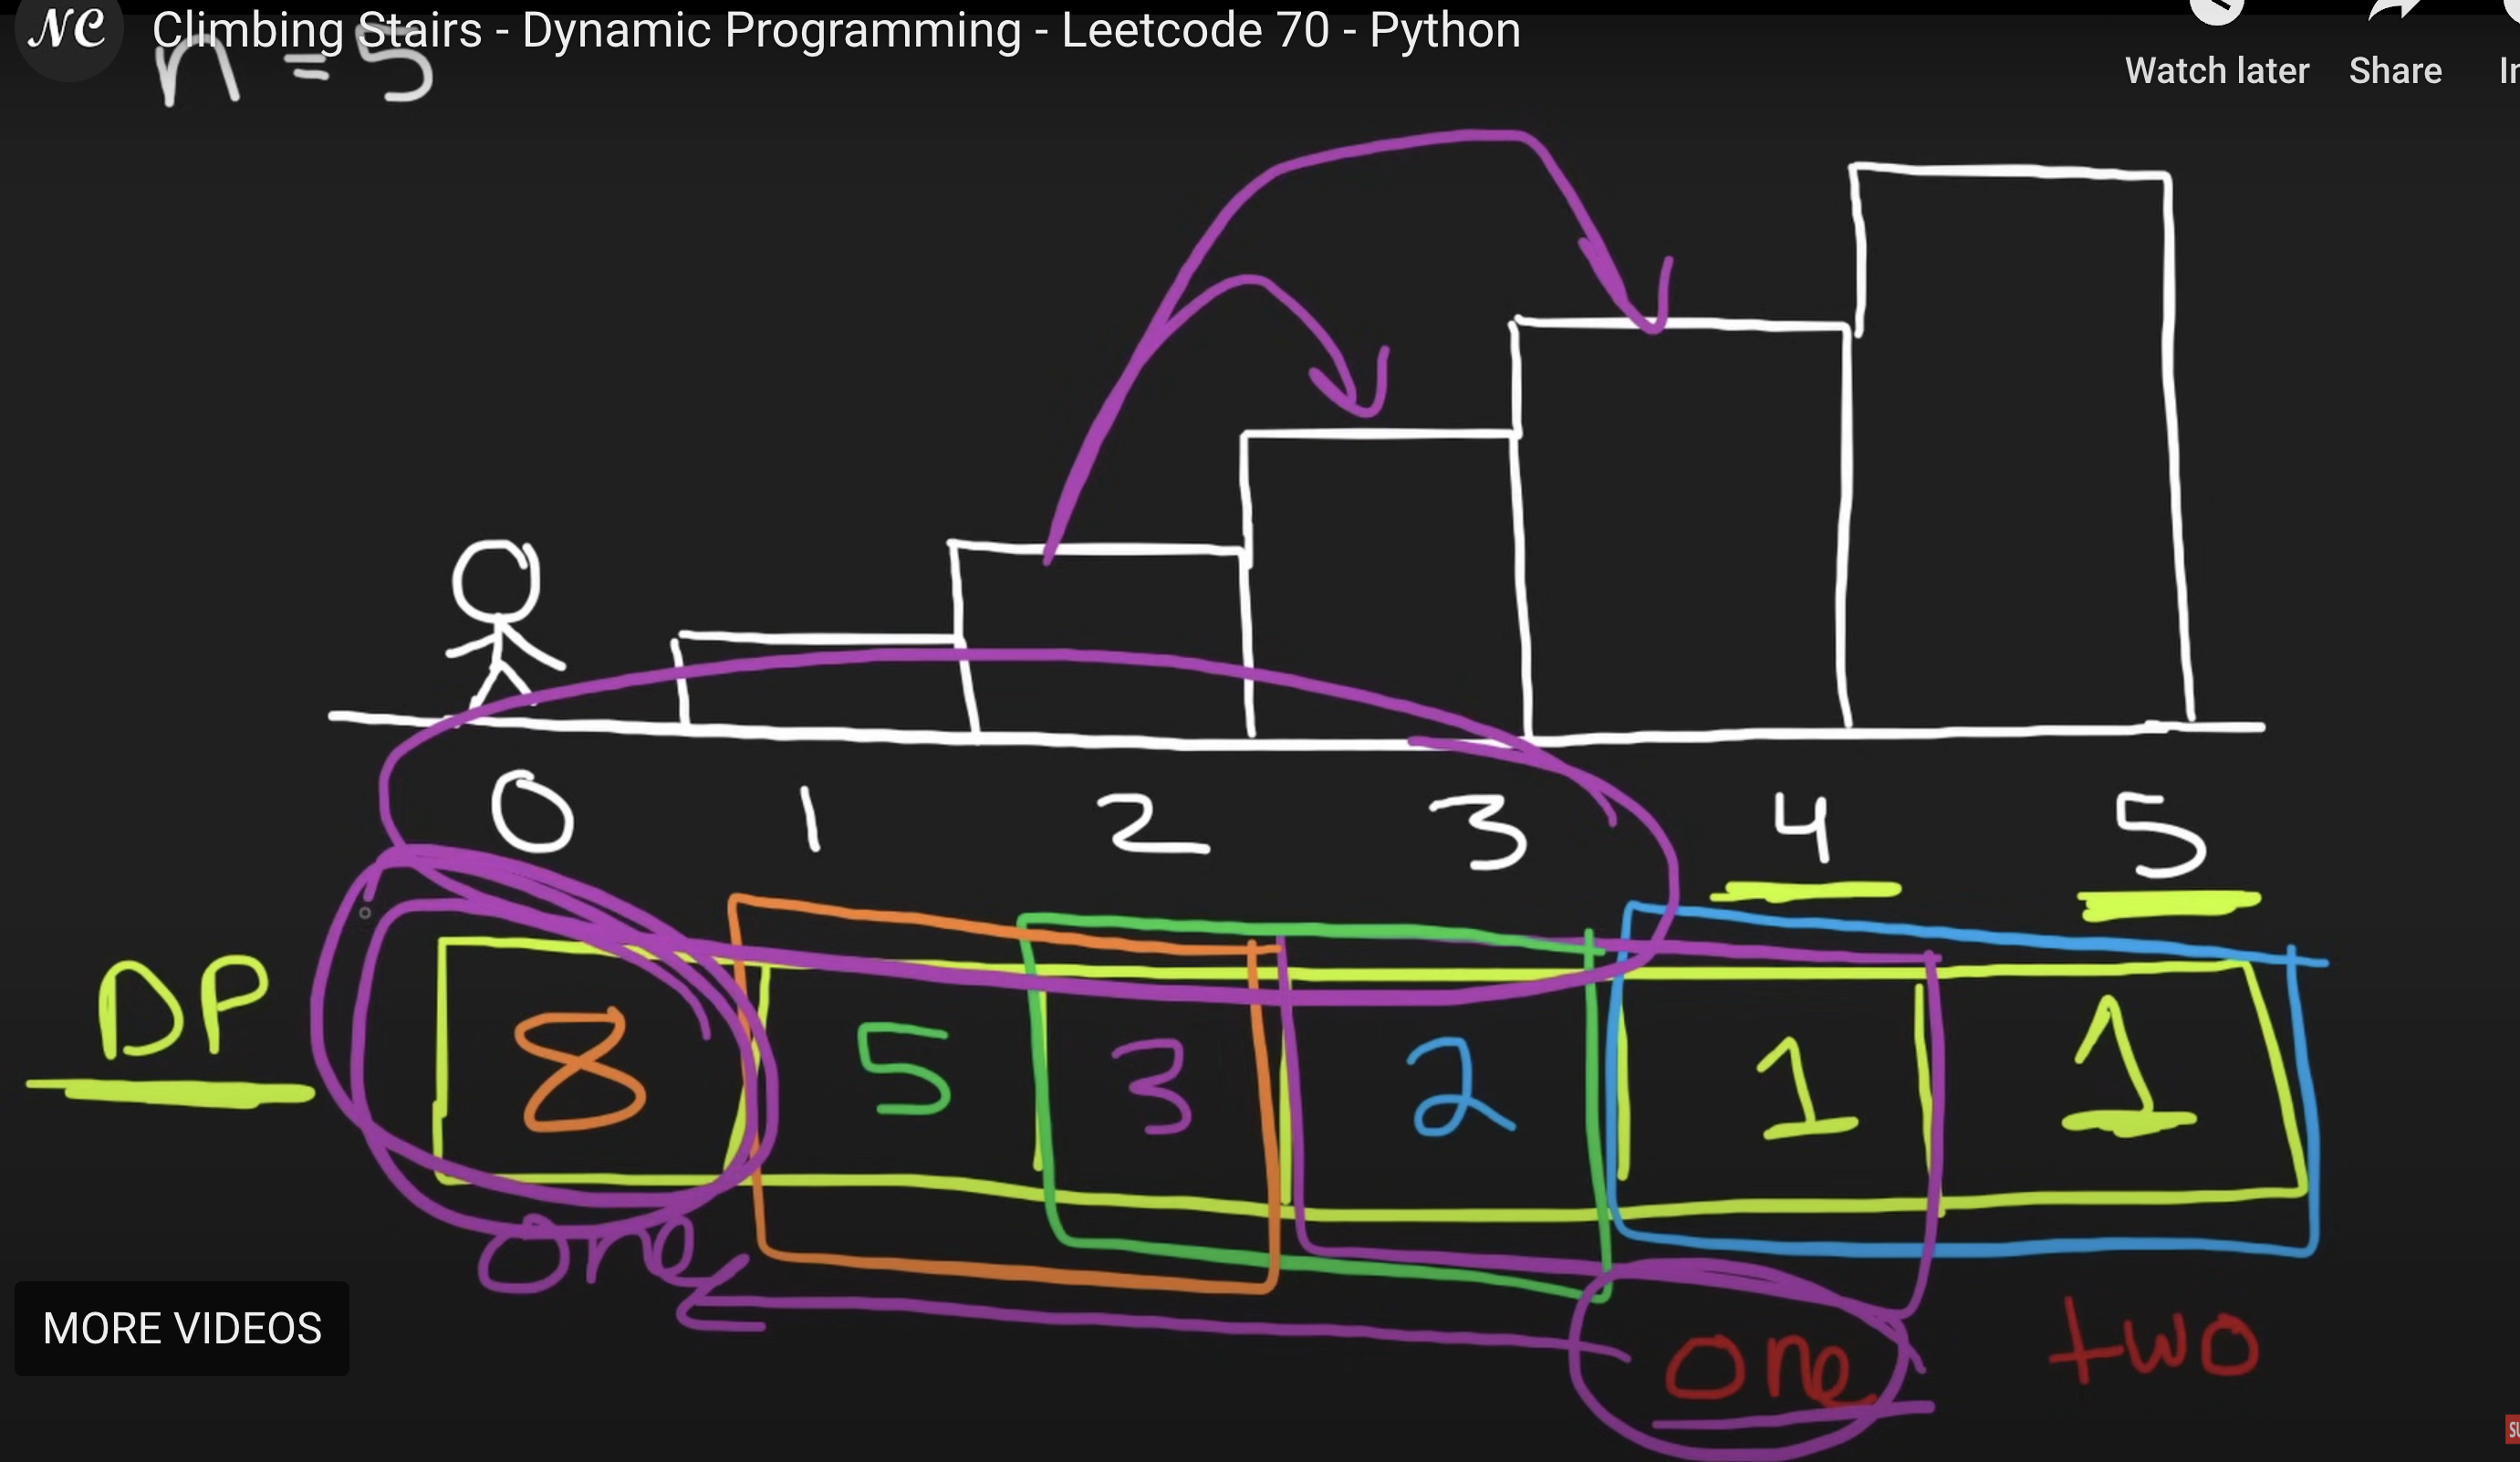 NC Climbing Stairs - Dynamic Programming - Leetcode 70 - Python
Watch later Share
n = 5
0 1 2 3 4 5
DP 8 5 3 2 1 1
one
MORE VIDEOS
one two